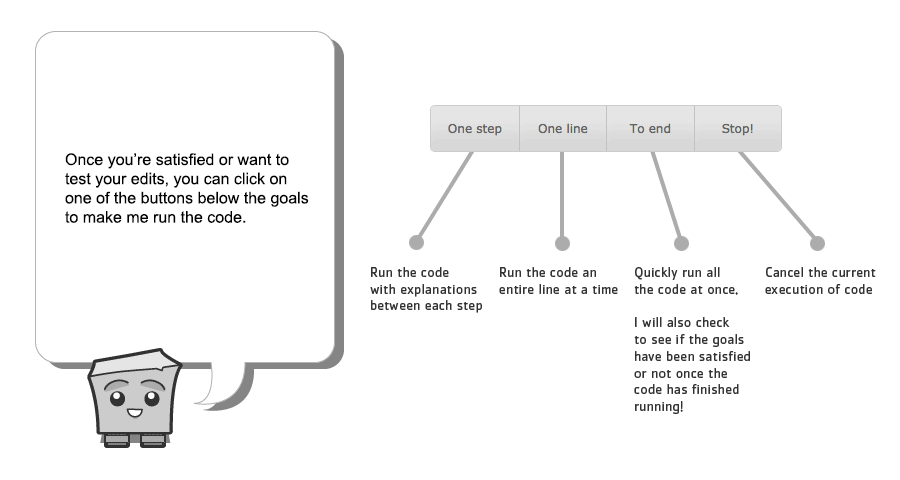 Once you're satisfied or want to
test your edits, you can click on
one of the buttons below the goals
to make me run the code.
One step
One line
To end
Stop!
Run the code
with explanations
between each step
Run the code an
entire line at a time
Quickly run all
the code at once.
I will also check
to see if the goals
have been satisfied
or not once the
code has finished
running!
Cancel the current
execution of code